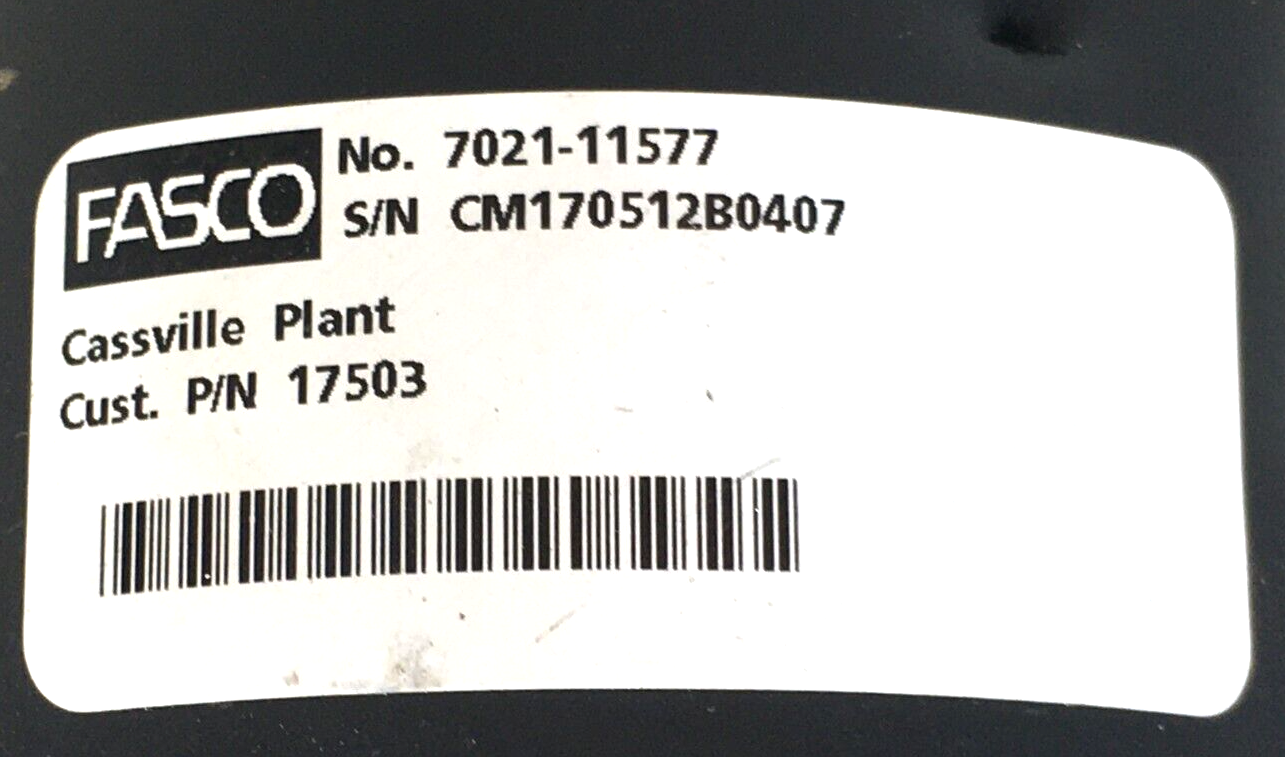 FASCO
No. 7021-11577
S/N CM170512B0407
Cassville Plant
Cust. P/N 17503